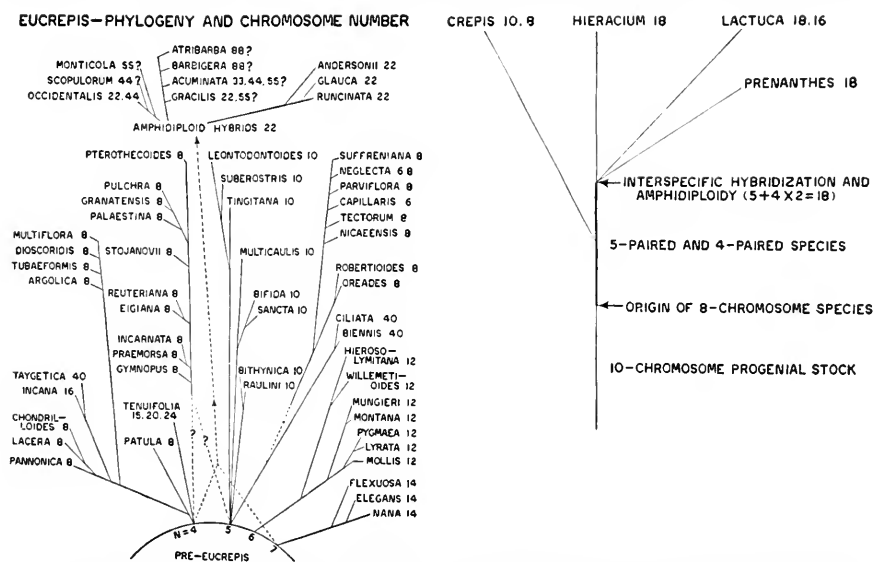 EUCREPIS–PHYLOGENY AND CHROMOSOME NUMBER
ATRIBARBA 88?
MONTICOLA 55?
BARBIGERA 88?
ANDERSONII 22
SCOPULORUM 44?
ACUMINATA 33,44,55?
GLAUCA 22
OCCIDENTALIS 22.44
GRACILIS 22,55?
RUNCINATA 22
AMPHIDIPLOID HYBRIDS 22
PTEROTHECOIDES 8
LEONTODONTOIDES 10
SUFFRENIANA 8
SUBEROSTRIS 10
NEGLECTA 6 8
PULCHRA 8
TINGITANA 10
PARVIFLORA 8
GRANATENSIS 8
CAPILLARIS 6
PALAESTINA 8
TECTORUM 8
NICAEENSIS 8
MULTIFLORA 8
DIOSCORIDIS 8
STOJANOVII 8
MULTICAULIS 10
TUBAEFORMIS 8
ROBERTIOIDES 8
ARGOLICA 8
OREADES 8
REUTERIANA 8
BIFIDA 10
EIGIANA 8
SANCTA 10
CILIATA 40
BIENNIS 40
INCARNATA 8
HIEROSO-
LYMITANA 12
PRAEMORSA 8
GYMNOPUS 8
BITHYNICA 10
WILLEMETI-
OIDES 12
RAULINI 10
TAYGETICA 40
INCANA 16
MUNGIERI 12
TENUIFOLIA
15.20.24
MONTANA 12
CHONDRIL-
LOIDES 8
PYGMAEA 12
LACERA 8
PATULA 8
? ?
LYRATA 12
PANNONICA 8
MOLLIS 12
FLEXUOSA 14
ELEGANS 14
NANA 14
N=4 5 6 7
PRE-EUCREPIS
CREPIS 10.8
HIERACIUM 18
LACTUCA 18.16
PRENANTHES 18
INTERSPECIFIC HYBRIDIZATION AND
AMPHIDIPLOIDY (5+4 X 2=18)
5-PAIRED AND 4-PAIRED SPECIES
ORIGIN OF 8-CHROMOSOME SPECIES
10-CHROMOSOME PROGENIAL STOCK